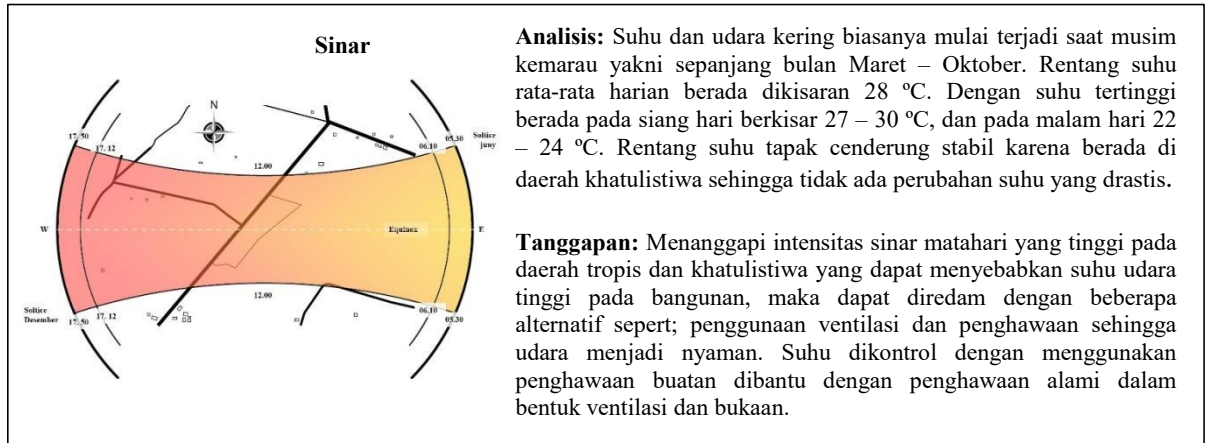 Sinar
N
17.50
17.12
12.00
06.10
05.30
Soltice
juny
W
Equinox
E
12.00
Soltice
Desember
17.50
17.12
06.10
05.30
Analisis: Suhu dan udara kering biasanya mulai terjadi saat musim
kemarau yakni sepanjang bulan Maret – Oktober. Rentang suhu
rata-rata harian berada dikisaran 28 ºC. Dengan suhu tertinggi
berada pada siang hari berkisar 27 – 30 ºC, dan pada malam hari 22
– 24 ºC. Rentang suhu tapak cenderung stabil karena berada di
daerah khatulistiwa sehingga tidak ada perubahan suhu yang drastis.
Tanggapan: Menanggapi intensitas sinar matahari yang tinggi pada
daerah tropis dan khatulistiwa yang dapat menyebabkan suhu udara
tinggi pada bangunan, maka dapat diredam dengan beberapa
alternatif sepert; penggunaan ventilasi dan penghawaan sehingga
udara menjadi nyaman. Suhu dikontrol dengan menggunakan
penghawaan buatan dibantu dengan penghawaan alami dalam
bentuk ventilasi dan bukaan.